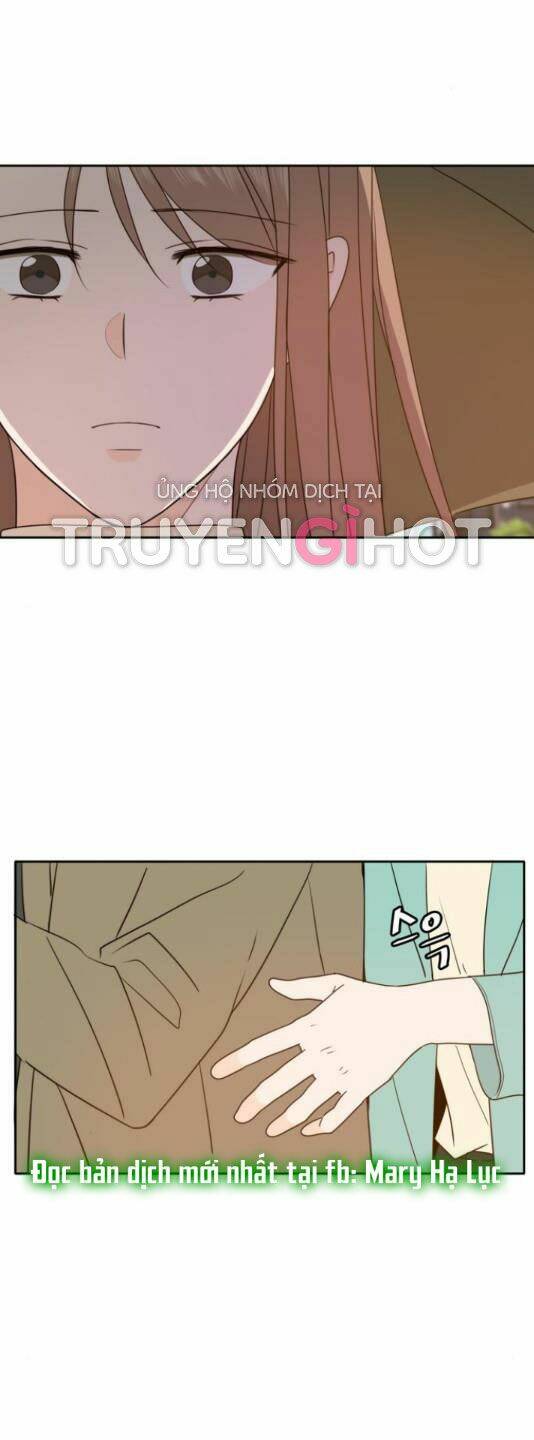 ỦNG HỘ NHÓM DỊCH TẠI
TRUYENGIHOT
스윽
Đọc bản dịch mới nhất tại fb: Mary Hạ Lục